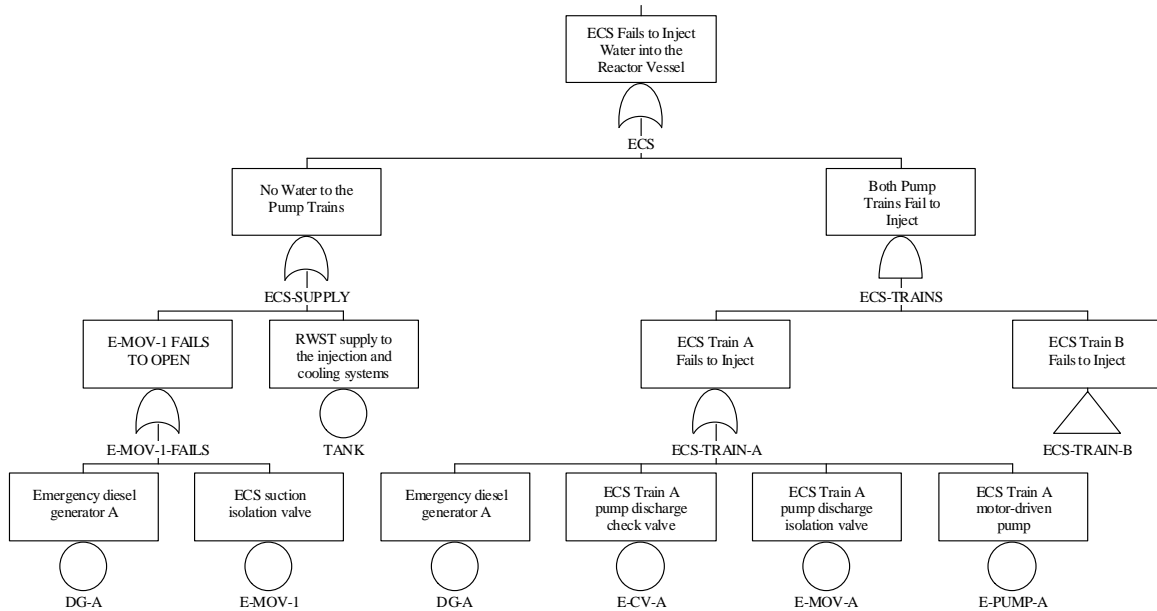 ECS Fails to Inject
Water into the
Reactor Vessel
ECS
No Water to the
Pump Trains
Both Pump
Trains Fail to
Inject
ECS-SUPPLY
ECS-TRAINS
E-MOV-1 FAILS
TO OPEN
RWST supply to
the injection and
cooling systems
ECS Train A
Fails to Inject
ECS Train B
Fails to Inject
E-MOV-1-FAILS
TANK
ECS-TRAIN-A
ECS-TRAIN-B
Emergency diesel
generator A
ECS suction
isolation valve
Emergency diesel
generator A
ECS Train A
pump discharge
check valve
ECS Train A
pump discharge
isolation valve
ECS Train A
motor-driven
pump
DG-A
E-MOV-1
DG-A
E-CV-A
E-MOV-A
E-PUMP-A